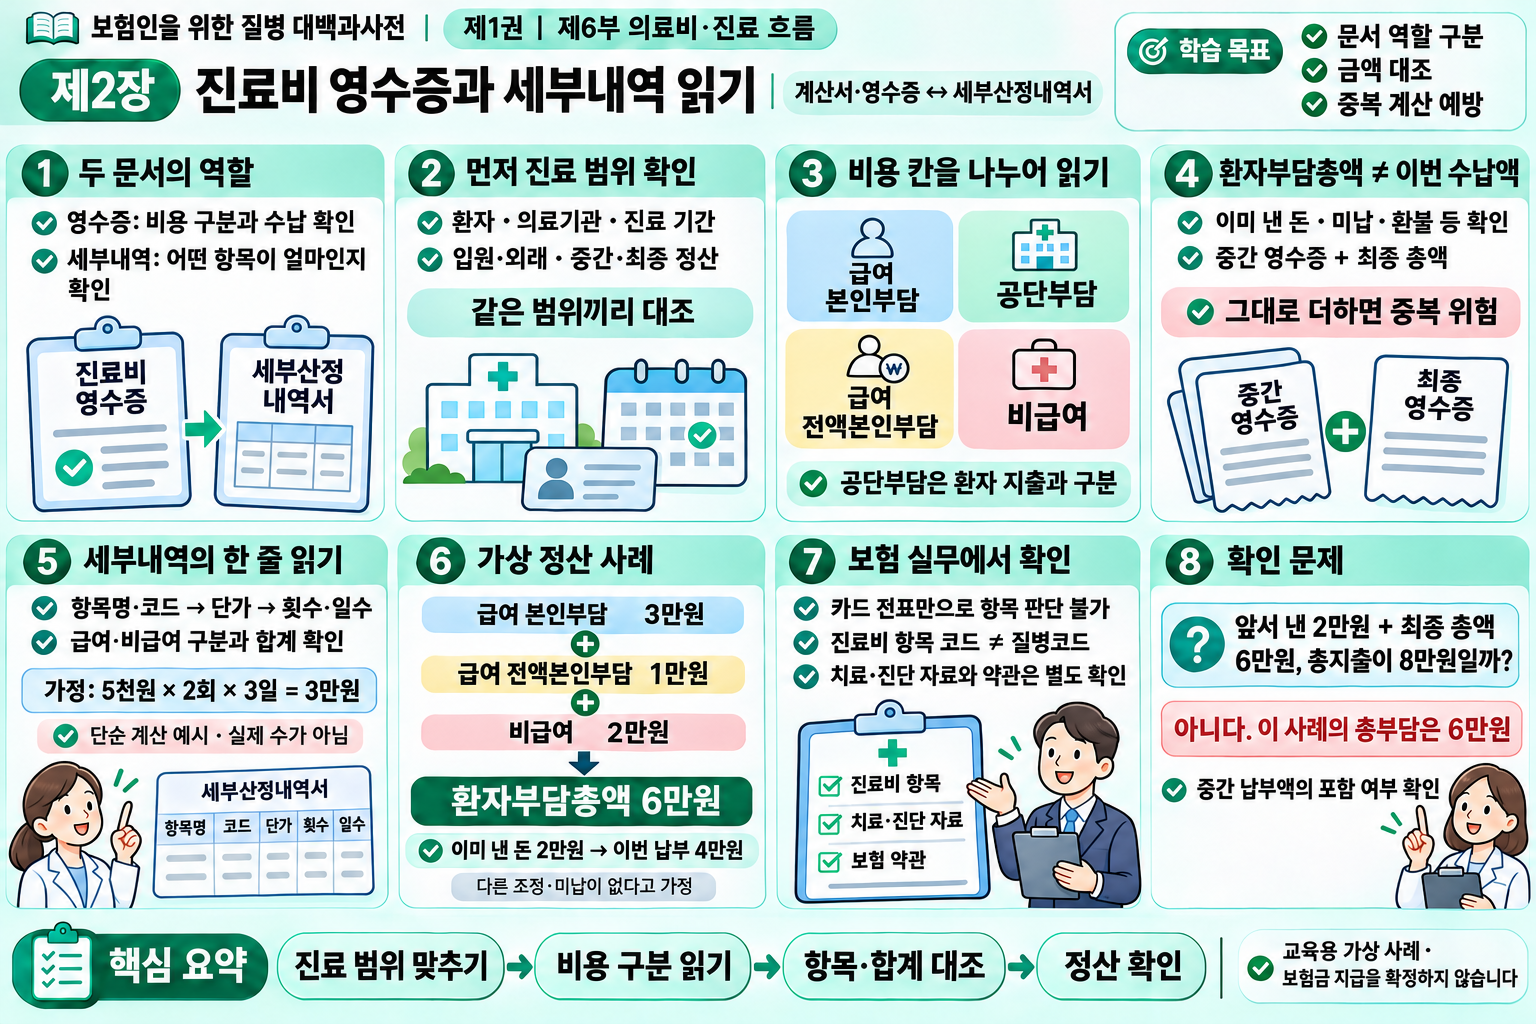 보험인을 위한 질병 대백과사전
제1권 | 제6부 의료비·진료 흐름
제2장 진료비 영수증과 세부내역 읽기
계산서·영수증 ↔ 세부산정내역서
학습 목표
문서 역할 구분
금액 대조
중복 계산 예방
1 두 문서의 역할
영수증: 비용 구분과 수납 확인
세부내역: 어떤 항목이 얼마인지
확인
진료비
영수증
세부산정
내역서
2 먼저 진료 범위 확인
환자·의료기관·진료 기간
입원·외래·중간·최종 정산
같은 범위끼리 대조
3 비용 칸을 나누어 읽기
급여
본인부담
공단부담
급여
전액본인부담
비급여
공단부담은 환자 지출과 구분
4 환자부담총액 ≠ 이번 수납액
이미 낸 돈·미납·환불 등 확인
중간 영수증 + 최종 총액
그대로 더하면 중복 위험
중간
영수증
+
최종
영수증
5 세부내역의 한 줄 읽기
항목명·코드 → 단가 → 횟수·일수
급여·비급여 구분과 합계 확인
가정: 5천원 × 2회 × 3일 = 3만원
단순 계산 예시 · 실제 수가 아님
세부산정내역서
항목명 코드 단가 횟수 일수
6 가상 정산 사례
급여 본인부담 3만원
+
급여 전액본인부담 1만원
+
비급여 2만원
환자부담총액 6만원
이미 낸 돈 2만원 → 이번 납부 4만원
다른 조정·미납이 없다고 가정
7 보험 실무에서 확인
카드 전표만으로 항목 판단 불가
진료비 항목 코드 ≠ 질병코드
치료·진단 자료와 약관은 별도 확인
진료비 항목
치료·진단 자료
보험 약관
8 확인 문제
?
앞서 낸 2만원 + 최종 총액
6만원, 총지출이 8만원일까?
아니다. 이 사례의 총부담은 6만원
중간 납부액의 포함 여부 확인
핵심 요약
진료 범위 맞추기 → 비용 구분 읽기 → 항목·합계 대조 → 정산 확인
교육용 가상 사례·
보험금 지급을 확정하지 않습니다